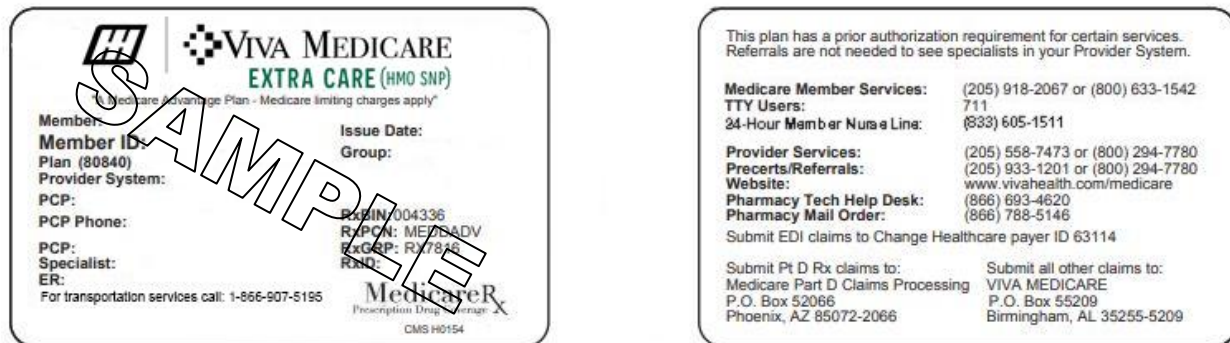 VIVA MEDICARE
EXTRA CARE (HMO SNP)
"A Medicare Advantage Plan - Medicare limiting charges apply"
SAMPLE
Member:
Member ID:
Plan (80840)
Provider System:
PCP:
PCP Phone:
PCP:
Specialist:
ER:
For transportation services call: 1-866-907-5195
Issue Date:
Group:
RxBIN: 004336
RxPCN: MEDDADV
RxGRP: RX7816
RxID:
MedicareRx
Prescription Drug Coverage
CMS H0154
This plan has a prior authorization requirement for certain services.
Referrals are not needed to see specialists in your Provider System.
Medicare Member Services: (205) 918-2067 or (800) 633-1542
TTY Users: 711
24-Hour Member Nurse Line: (833) 605-1511
Provider Services: (205) 558-7473 or (800) 294-7780
Precerts/Referrals: (205) 933-1201 or (800) 294-7780
Website: www.vivahealth.com/medicare
Pharmacy Tech Help Desk: (866) 693-4620
Pharmacy Mail Order: (866) 788-5146
Submit EDI claims to Change Healthcare payer ID 63114
Submit Pt D Rx claims to:
Medicare Part D Claims Processing
P.O. Box 52066
Phoenix, AZ 85072-2066
Submit all other claims to:
VIVA MEDICARE
P.O. Box 55209
Birmingham, AL 35255-5209